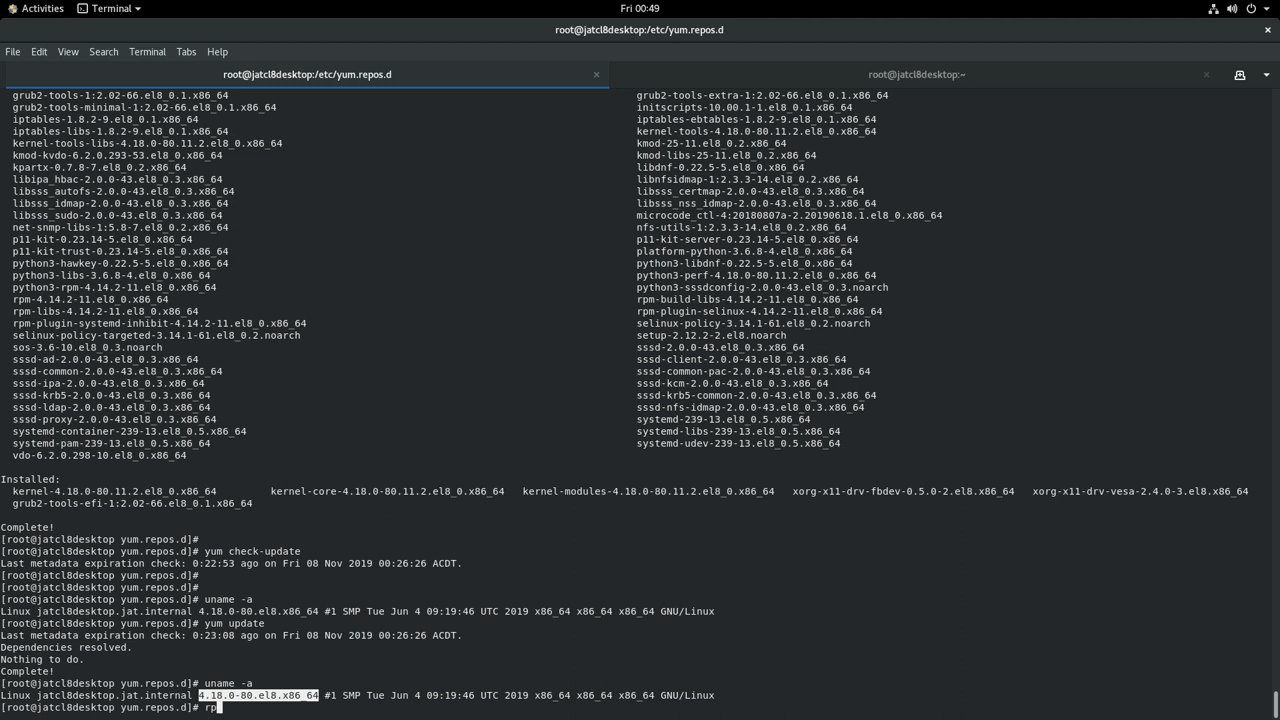 Activities Terminal Fri 00:49
root@jatcl8desktop:/etc/yum.repos.d
File Edit View Search Terminal Tabs Help
root@jatcl8desktop:/etc/yum.repos.d root@jatcl8desktop:~
grub2-tools-1:2.02-66.el8_0.1.x86_64 grub2-tools-extra-1:2.02-66.el8_0.1.x86_64
grub2-tools-minimal-1:2.02-66.el8_0.1.x86_64 initscripts-10.00.1-1.el8_0.1.x86_64
iptables-1.8.2-9.el8_0.1.x86_64 iptables-ebtables-1.8.2-9.el8_0.1.x86_64
iptables-libs-1.8.2-9.el8_0.1.x86_64 kernel-tools-4.18.0-80.11.2.el8_0.x86_64
kernel-tools-libs-4.18.0-80.11.2.el8_0.x86_64 kmod-25-11.el8_0.2.x86_64
kmod-kvdo-6.2.0.293-53.el8_0.x86_64 kmod-libs-25-11.el8_0.2.x86_64
kpartx-0.7.8-7.el8_0.2.x86_64 libdnf-0.22.5-5.el8_0.x86_64
libipa_hbac-2.0.0-43.el8_0.3.x86_64 libnfsidmap-1:2.3.3-14.el8_0.2.x86_64
libsss_autofs-2.0.0-43.el8_0.3.x86_64 libsss_certmap-2.0.0-43.el8_0.3.x86_64
libsss_idmap-2.0.0-43.el8_0.3.x86_64 libsss_nss_idmap-2.0.0-43.el8_0.3.x86_64
libsss_sudo-2.0.0-43.el8_0.3.x86_64 microcode_ctl-4:20180807a-2.20190618.1.el8_0.x86_64
net-snmp-libs-1:5.8-7.el8_0.2.x86_64 nfs-utils-1:2.3.3-14.el8_0.2.x86_64
p11-kit-0.23.14-5.el8_0.x86_64 p11-kit-server-0.23.14-5.el8_0.x86_64
p11-kit-trust-0.23.14-5.el8_0.x86_64 platform-python-3.6.8-4.el8_0.x86_64
python3-hawkey-0.22.5-5.el8_0.x86_64 python3-libdnf-0.22.5-5.el8_0.x86_64
python3-libs-3.6.8-4.el8_0.x86_64 python3-perf-4.18.0-80.11.2.el8_0.x86_64
python3-rpm-4.14.2-11.el8_0.x86_64 python3-sssdconfig-2.0.0-43.el8_0.3.noarch
rpm-4.14.2-11.el8_0.x86_64 rpm-build-libs-4.14.2-11.el8_0.x86_64
rpm-libs-4.14.2-11.el8_0.x86_64 rpm-plugin-selinux-4.14.2-11.el8_0.x86_64
rpm-plugin-systemd-inhibit-4.14.2-11.el8_0.x86_64 selinux-policy-3.14.1-61.el8_0.2.noarch
selinux-policy-targeted-3.14.1-61.el8_0.2.noarch setup-2.12.2-2.el8.noarch
sos-3.6-10.el8_0.3.noarch sssd-2.0.0-43.el8_0.3.x86_64
sssd-ad-2.0.0-43.el8_0.3.x86_64 sssd-client-2.0.0-43.el8_0.3.x86_64
sssd-common-2.0.0-43.el8_0.3.x86_64 sssd-common-pac-2.0.0-43.el8_0.3.x86_64
sssd-ipa-2.0.0-43.el8_0.3.x86_64 sssd-kcm-2.0.0-43.el8_0.3.x86_64
sssd-krb5-2.0.0-43.el8_0.3.x86_64 sssd-krb5-common-2.0.0-43.el8_0.3.x86_64
sssd-ldap-2.0.0-43.el8_0.3.x86_64 sssd-nfs-idmap-2.0.0-43.el8_0.3.x86_64
sssd-proxy-2.0.0-43.el8_0.3.x86_64 systemd-239-13.el8_0.5.x86_64
systemd-container-239-13.el8_0.5.x86_64 systemd-libs-239-13.el8_0.5.x86_64
systemd-pam-239-13.el8_0.5.x86_64 systemd-udev-239-13.el8_0.5.x86_64
vdo-6.2.0.298-10.el8_0.x86_64
Installed:
kernel-4.18.0-80.11.2.el8_0.x86_64 kernel-core-4.18.0-80.11.2.el8_0.x86_64 kernel-modules-4.18.0-80.11.2.el8_0.x86_64 xorg-x11-drv-fbdev-0.5.0-2.el8.x86_64 xorg-x11-drv-vesa-2.4.0-3.el8.x86_64
grub2-tools-efi-1:2.02-66.el8_0.1.x86_64
Complete!
[root@jatcl8desktop yum.repos.d]#
[root@jatcl8desktop yum.repos.d]# yum check-update
Last metadata expiration check: 0:22:53 ago on Fri 08 Nov 2019 00:26:26 ACDT.
[root@jatcl8desktop yum.repos.d]#
[root@jatcl8desktop yum.repos.d]#
[root@jatcl8desktop yum.repos.d]# uname -a
Linux jatcl8desktop.jat.internal 4.18.0-80.el8.x86_64 #1 SMP Tue Jun 4 09:19:46 UTC 2019 x86_64 x86_64 x86_64 GNU/Linux
[root@jatcl8desktop yum.repos.d]# yum update
Last metadata expiration check: 0:23:08 ago on Fri 08 Nov 2019 00:26:26 ACDT.
Dependencies resolved.
Nothing to do.
Complete!
[root@jatcl8desktop yum.repos.d]# uname -a
Linux jatcl8desktop.jat.internal 4.18.0-80.el8.x86_64 #1 SMP Tue Jun 4 09:19:46 UTC 2019 x86_64 x86_64 x86_64 GNU/Linux
[root@jatcl8desktop yum.repos.d]# rp